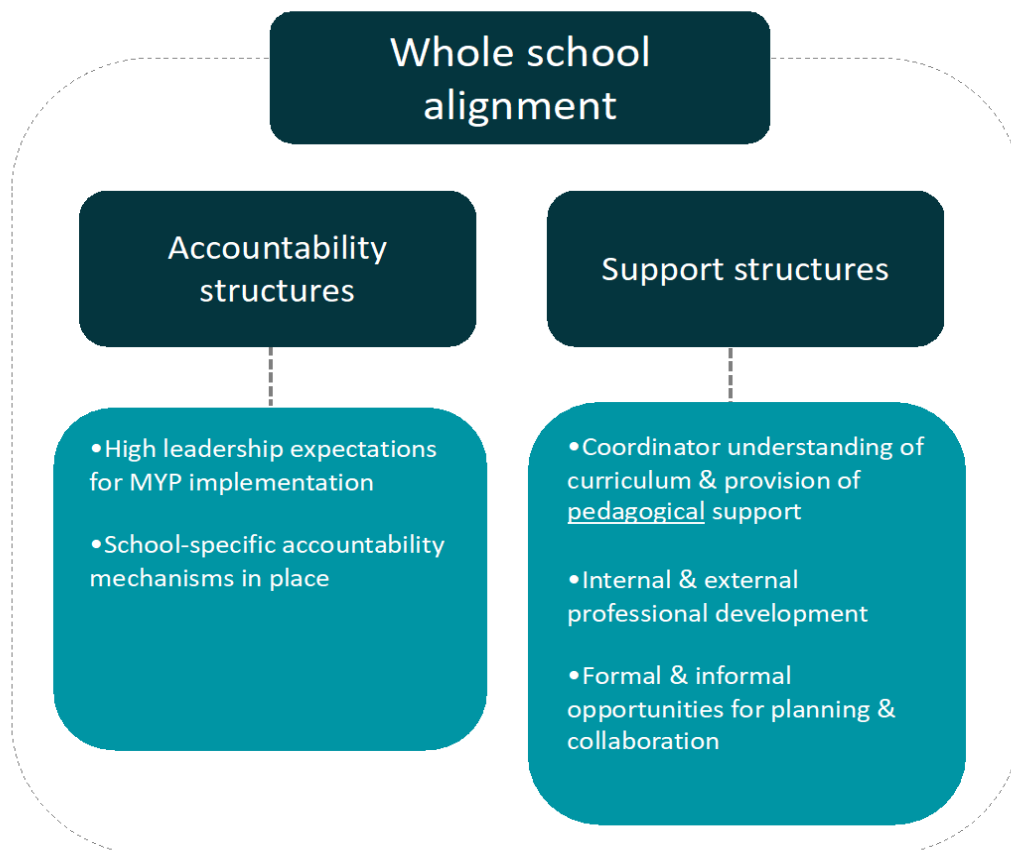 Whole school
alignment
Accountability
structures
•High leadership expectations
for MYP implementation
•School-specific accountability
mechanisms in place
Support structures
•Coordinator understanding of
curriculum & provision of
pedagogical support
•Internal & external
professional development
•Formal & informal
opportunities for planning &
collaboration